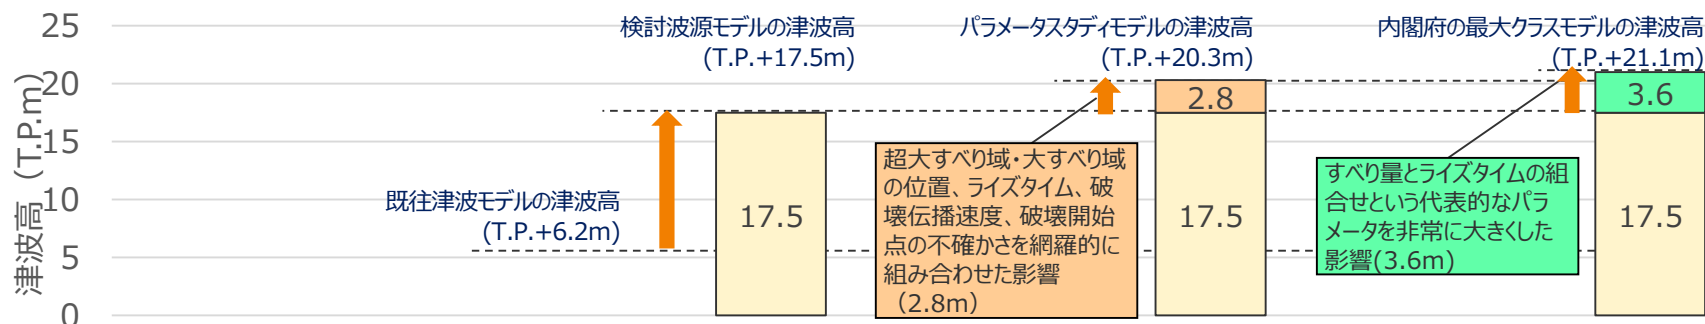 25
20
15
10
5
0
津波高（T.P.m）
検討波源モデルの津波高
(T.P.+17.5m)
パラメータスタディモデルの津波高
(T.P.+20.3m)
内閣府の最大クラスモデルの津波高
(T.P.+21.1m)
既往津波モデルの津波高
(T.P.+6.2m)
17.5
超大すべり域・大すべり域
の位置、ライズタイム、破
壊伝播速度、破壊開始
点の不確かさを網羅的に
組み合わせた影響
（2.8m）
2.8
17.5
すべり量とライズタイムの組
合せという代表的なパラ
メータを非常に大きくした
影響(3.6m)
3.6
17.5